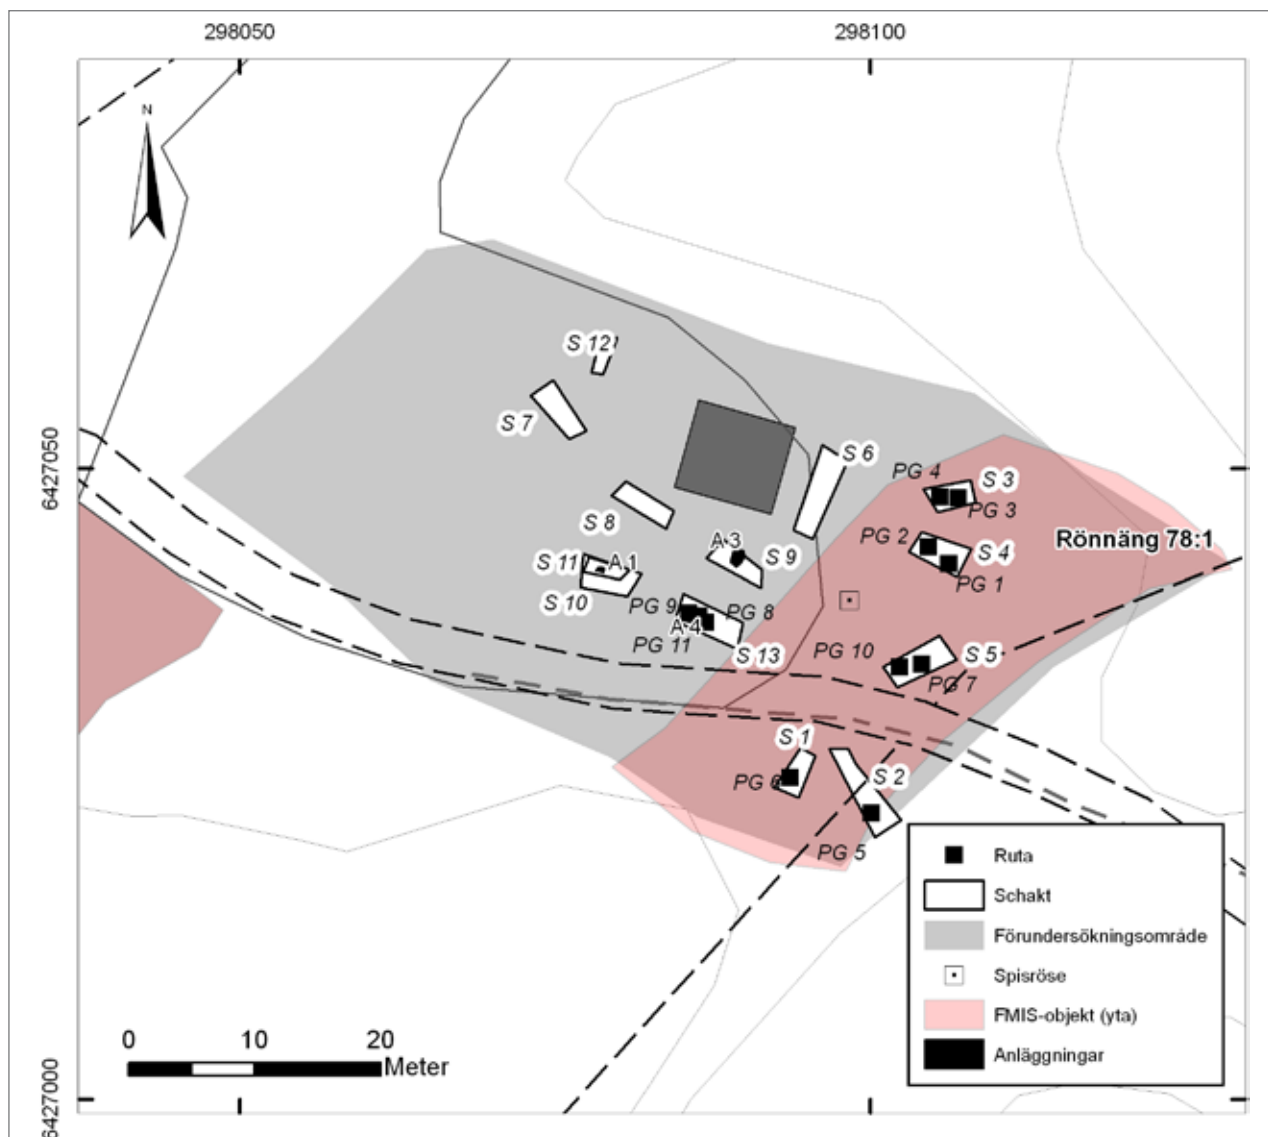 298050
298100
N
S 12
S 7
S 6
6427050
PG 4
S 3
PG 3
S 8
PG 2
S 4
Rönnäng 78:1
A 3
S 11
A 1
S 9
PG 1
S 10
PG 9
PG 8
A 4
PG 11
S 13
PG 10
S 5
PG 7
S 1
PG 6
S 2
PG 5
Ruta
Schakt
Förundersökningsområde
Spisröse
FMIS-objekt (yta)
Anläggningar
0
10
20
Meter
6427000